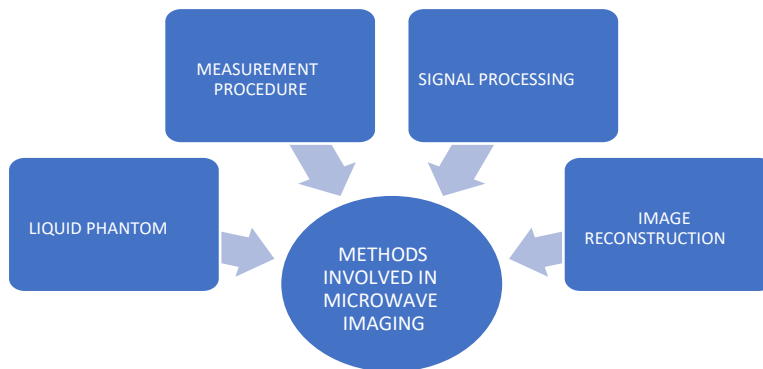 MEASUREMENT
PROCEDURE
SIGNAL PROCESSING
LIQUID PHANTOM
IMAGE
RECONSTRUCTION
METHODS
INVOLVED IN
MICROWAVE
IMAGING